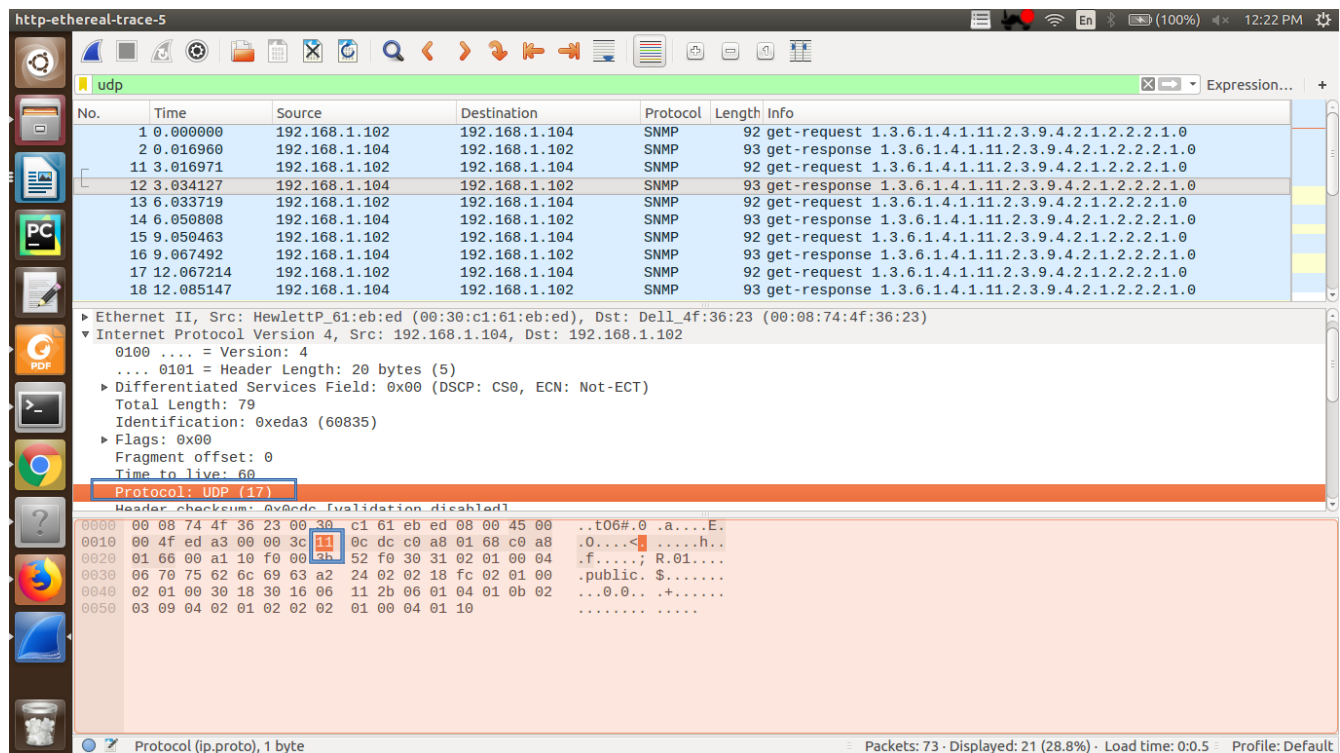 http-ethereal-trace-5 En (100%) 12:22 PM
udp Expression... +
No. Time Source Destination Protocol Length Info
1 0.000000 192.168.1.102 192.168.1.104 SNMP 92 get-request 1.3.6.1.4.1.11.2.3.9.4.2.1.2.2.2.1.0
2 0.016960 192.168.1.104 192.168.1.102 SNMP 93 get-response 1.3.6.1.4.1.11.2.3.9.4.2.1.2.2.2.1.0
11 3.016971 192.168.1.102 192.168.1.104 SNMP 92 get-request 1.3.6.1.4.1.11.2.3.9.4.2.1.2.2.2.1.0
12 3.034127 192.168.1.104 192.168.1.102 SNMP 93 get-response 1.3.6.1.4.1.11.2.3.9.4.2.1.2.2.2.1.0
13 6.033719 192.168.1.102 192.168.1.104 SNMP 92 get-request 1.3.6.1.4.1.11.2.3.9.4.2.1.2.2.2.1.0
14 6.050808 192.168.1.104 192.168.1.102 SNMP 93 get-response 1.3.6.1.4.1.11.2.3.9.4.2.1.2.2.2.1.0
15 9.050463 192.168.1.102 192.168.1.104 SNMP 92 get-request 1.3.6.1.4.1.11.2.3.9.4.2.1.2.2.2.1.0
16 9.067492 192.168.1.104 192.168.1.102 SNMP 93 get-response 1.3.6.1.4.1.11.2.3.9.4.2.1.2.2.2.1.0
17 12.067214 192.168.1.102 192.168.1.104 SNMP 92 get-request 1.3.6.1.4.1.11.2.3.9.4.2.1.2.2.2.1.0
18 12.085147 192.168.1.104 192.168.1.102 SNMP 93 get-response 1.3.6.1.4.1.11.2.3.9.4.2.1.2.2.2.1.0
Ethernet II, Src: HewlettP_61:eb:ed (00:30:c1:61:eb:ed), Dst: Dell_4f:36:23 (00:08:74:4f:36:23)
Internet Protocol Version 4, Src: 192.168.1.104, Dst: 192.168.1.102
0100 .... = Version: 4
.... 0101 = Header Length: 20 bytes (5)
Differentiated Services Field: 0x00 (DSCP: CS0, ECN: Not-ECT)
Total Length: 79
Identification: 0xeda3 (60835)
Flags: 0x00
Fragment offset: 0
Time to live: 60
Protocol: UDP (17)
Header checksum: 0x0cdc [validation disabled]
0000 00 08 74 4f 36 23 00 30 c1 61 eb ed 08 00 45 00 ..tO6#.0 .a....E.
0010 00 4f ed a3 00 00 3c 11 0c dc c0 a8 01 68 c0 a8 .O....<. .....h..
0020 01 66 00 a1 10 f0 00 3b 52 f0 30 31 02 01 00 04 .f.....; R.01....
0030 06 70 75 62 6c 69 63 a2 24 02 02 18 fc 02 01 00 .public. $.......
0040 02 01 00 30 18 30 16 06 11 2b 06 01 04 01 0b 02 ...0.0.. .+......
0050 03 09 04 02 01 02 02 02 01 00 04 01 10 ........ .....
PC
PDF
Protocol (ip.proto), 1 byte Packets: 73 · Displayed: 21 (28.8%) · Load time: 0:0.5 Profile: Default